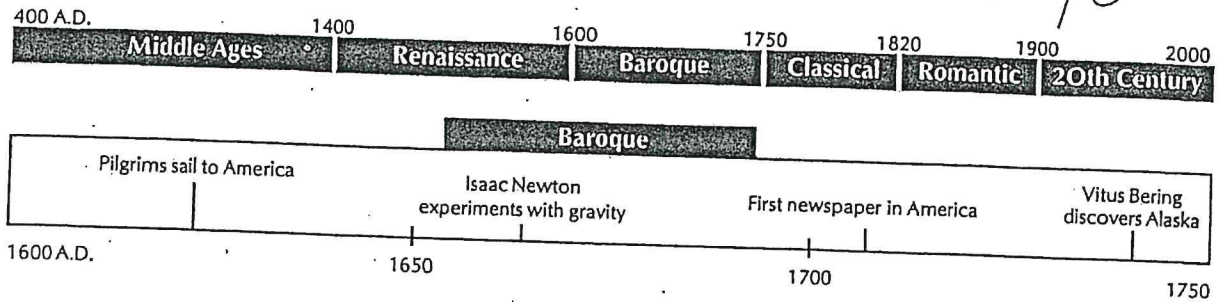 400 A.D. 1400 1600 1750 1820 1900 2000
Middle Ages Renaissance Baroque Classical Romantic 20th Century
Baroque
Pilgrims sail to America
Isaac Newton
experiments with gravity
First newspaper in America
Vitus Bering
discovers Alaska
1600 A.D. 1650 1700 1750